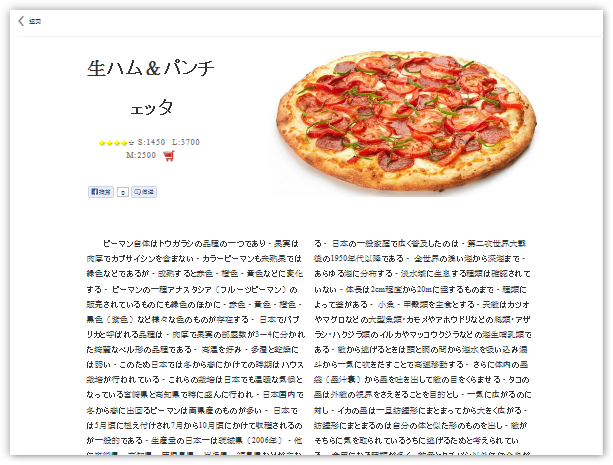 返回
生ハム＆パンチ
ェッタ
S:1450 L:3700
M:2500
推薦 0 傳送
ピーマン自体はトウガラシの品種の一つであり、果実は
肉厚でカプサイシンを含まない。カラーピーマンも未熟果では
緑色などであるが、成熟すると赤色、橙色、黄色などに変化
する。ピーマンの一種アナスタシア（フルーツピーマン）の
販売されているものにも緑色のほかに、赤色、黄色、橙色、
黒色（紫色）など様々な色のものが存在する。 日本でパプ
リカと呼ばれる品種は、肉厚で果実の部屋数が3ー4に分かれ
た綺麗なベル形の品種である。高温を好み、多湿と乾燥に
は弱い。このため日本では冬から春にかけての時期はハウス
栽培が行われている。これらの栽培は日本でも温暖な気候と
なっている宮崎県と高知県で特に盛んに行われ、日本国内で
冬から春に出回るピーマンは両県産のものが多い。 日本で
は5月頃に植え付けされ7月から10月頃にかけて収穫されるの
が一般的である。生産量の日本一は茨城県（2006年）、他
る。 日本の一般家庭で広く普及したのは、第二次世界大戦
後の1950年代以降である。 全世界の浅い海から深海まで、
あらゆる海に分布する。淡水域に生息する種類は確認されて
いない。体長は2cm程度から20mに達するものまで、種類に
よって差がある。 小魚、甲殻類を主食とする。天敵はカツオ
やマグロなどの大型魚類、カモメやアホウドリなどの鳥類、アザ
ラシ、ハクジラ類のイルカやマッコウクジラなどの海生哺乳類で
ある。敵から逃げるときは頭と胴の間から海水を吸い込み漏
斗から一気に吹きだすことで高速移動する。さらに体内の墨
袋（墨汁嚢）から墨を吐き出して敵の目をくらませる。タコの
墨は外敵の視界をさえぎることを目的とし、一気に広がるのに
対し、イカの墨は一旦紡錘形にまとまってから大きく広がる。
紡錘形にまとまるのは自分の体と似た形のものを出し、敵が
そちらに気を取られているうちに逃げるためと考えられてい